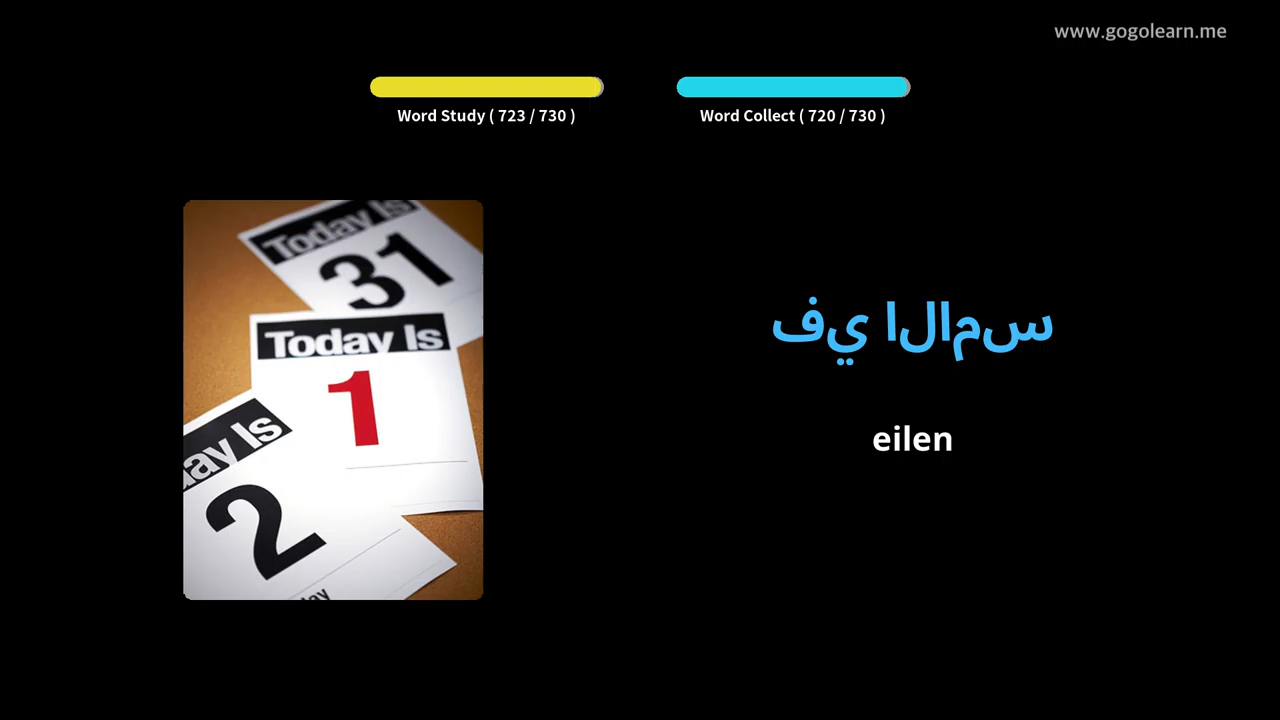 www.gogolearn.me
Word Study ( 723 / 730 )
Word Collect ( 720 / 730 )
Today Is
31
Today Is
1
ay Is
2
في الامس
eilen